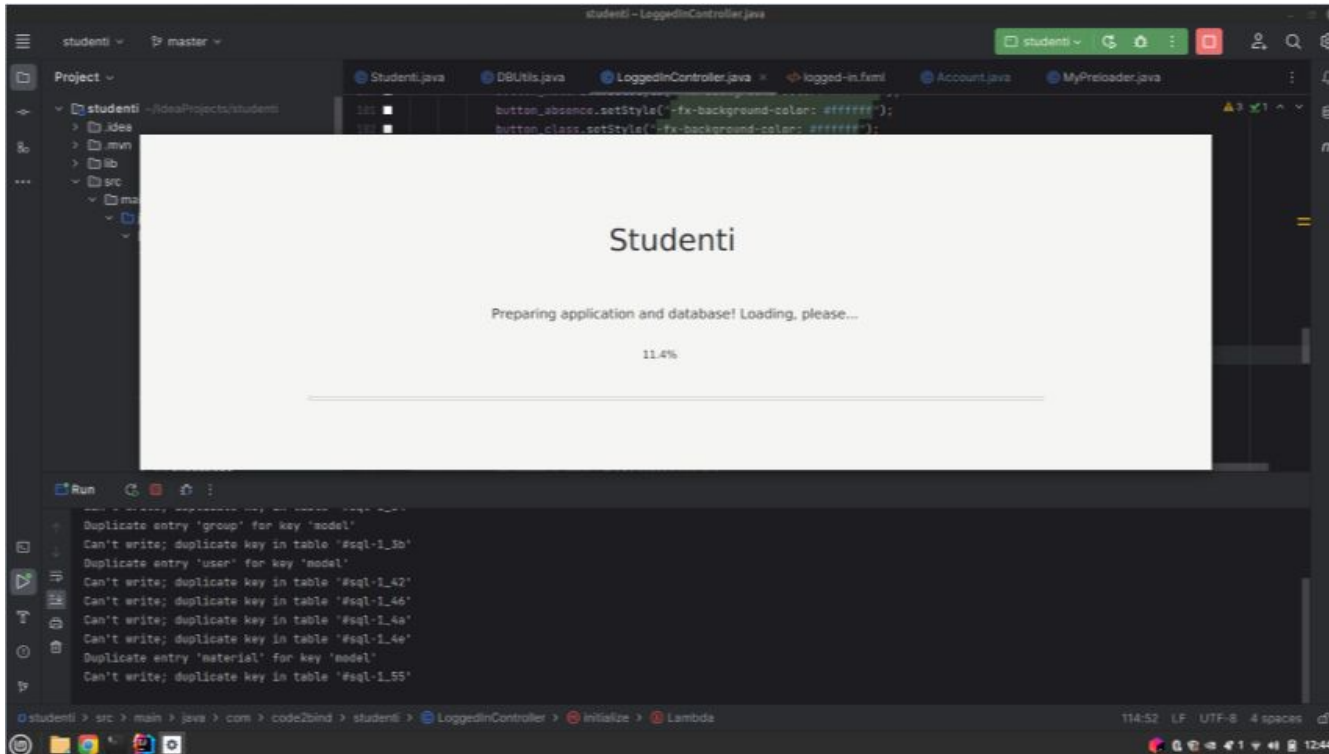 studenti – LoggedInController.java
studenti master studenti
Project Studenti.java DBUtils.java LoggedInController.java logged-in.fxml Account.java MyPreloader.java
studenti ~/IdeaProjects/studenti
button_absence.setStyle("-fx-background-color: #ffffff");
3 1
.idea
button_class.setStyle("-fx-background-color: #ffffff");
.mvn
lib
src
Studenti
Preparing application and database! Loading, please...
11.4%
Run
Duplicate entry 'group' for key 'model'
Can't write; duplicate key in table '#sql-1_3b'
Duplicate entry 'user' for key 'model'
Can't write; duplicate key in table '#sql-1_42'
Can't write; duplicate key in table '#sql-1_46'
Can't write; duplicate key in table '#sql-1_4a'
Can't write; duplicate key in table '#sql-1_4e'
Duplicate entry 'material' for key 'model'
Can't write; duplicate key in table '#sql-1_55'
studenti > src > main > java > com > code2bind > studenti > LoggedInController > initialize > Lambda
114:52 LF UTF-8 4 spaces